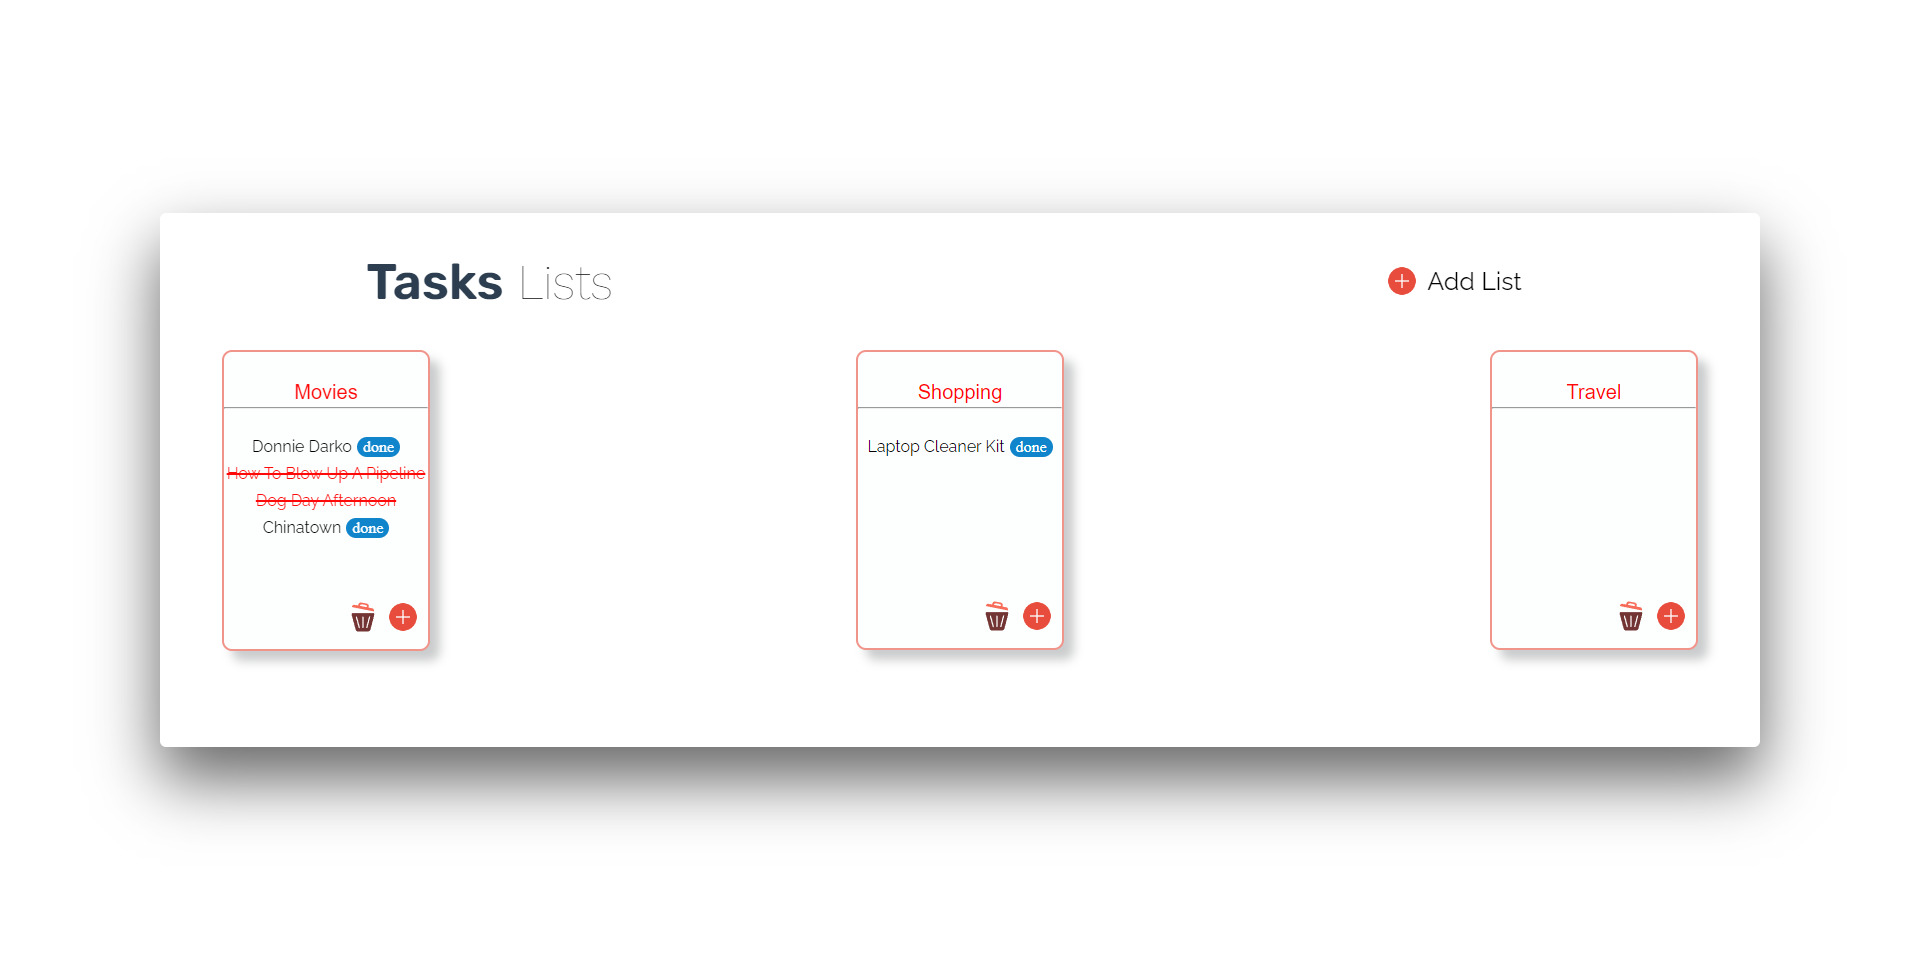 Tasks Lists
Add List
Movies
Donnie Darko done
How To Blow Up A Pipeline
Dog Day Afternoon
Chinatown done
Shopping
Laptop Cleaner Kit done
Travel